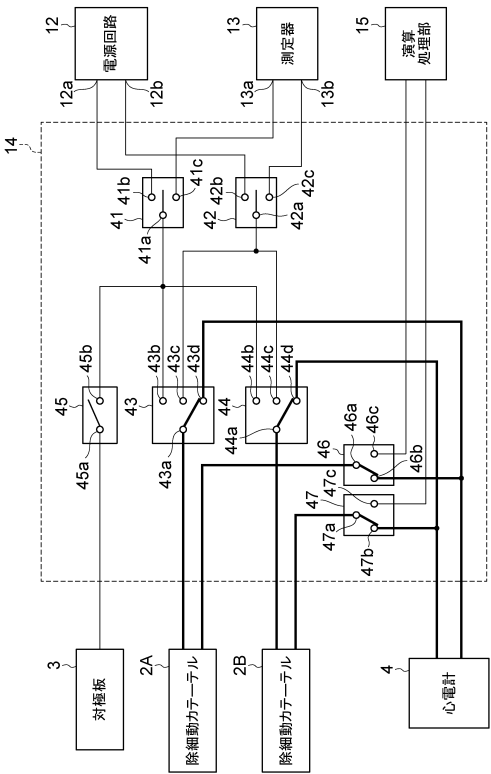 12
電源回路
12a
12b
13
測定器
13a
13b
15
演算
処理部
14
41b
41c
41
41a
42b
42c
42
42a
45
45b
45a
43
43b
43c
43d
43a
44
44b
44c
44d
44a
46
46a
46c
46b
47
47c
47a
47b
3
対極板
2A
除細動カテーテル
2B
除細動カテーテル
4
心電計